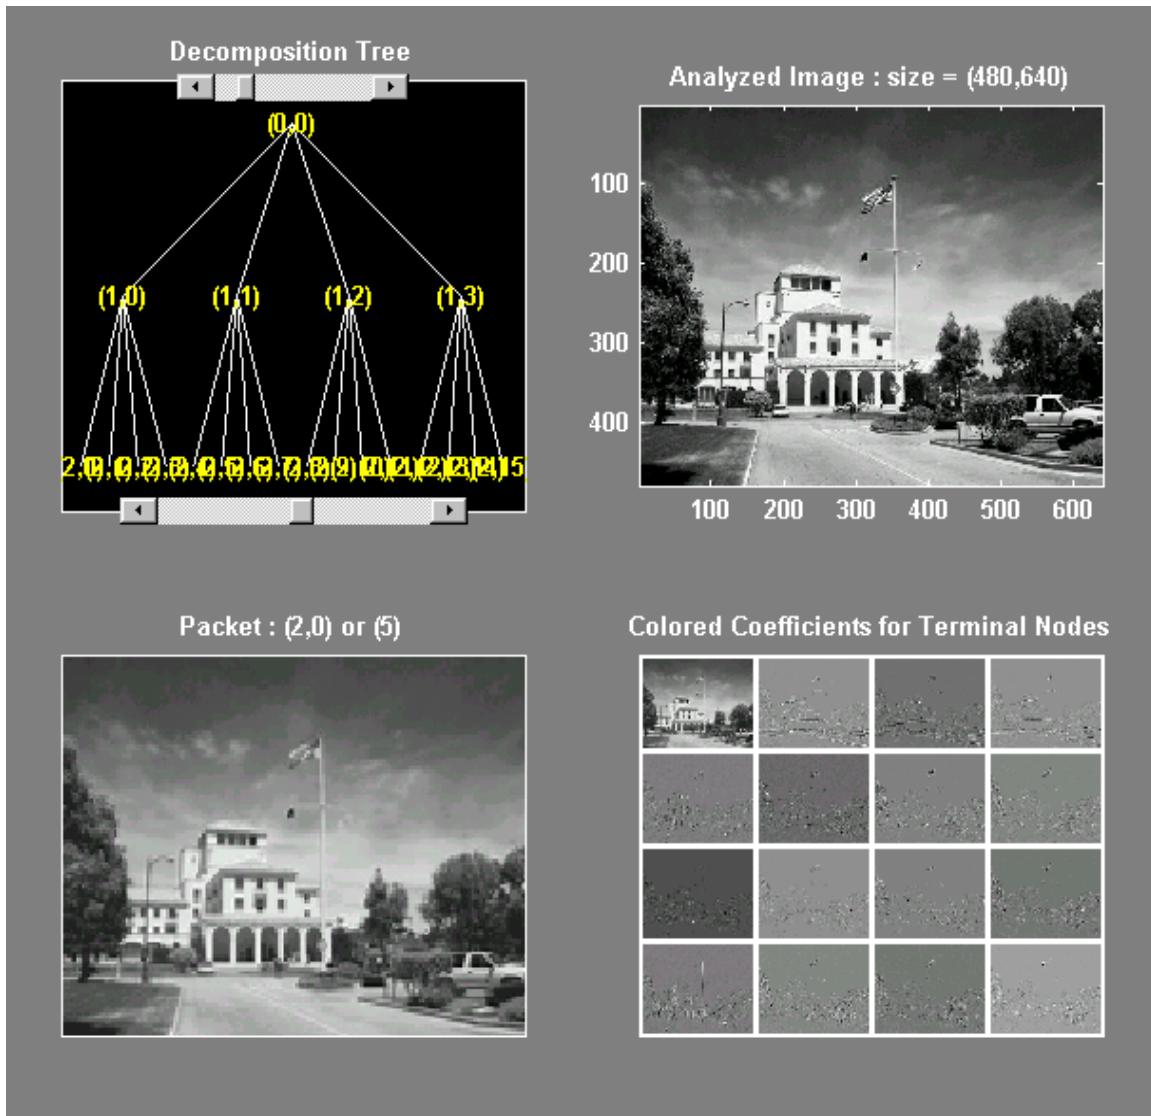 Decomposition Tree
(0,0)
(1,0) (1,1) (1,2) (1,3)
Analyzed Image : size = (480,640)
100
200
300
400
100 200 300 400 500 600
Packet : (2,0) or (5)
Colored Coefficients for Terminal Nodes